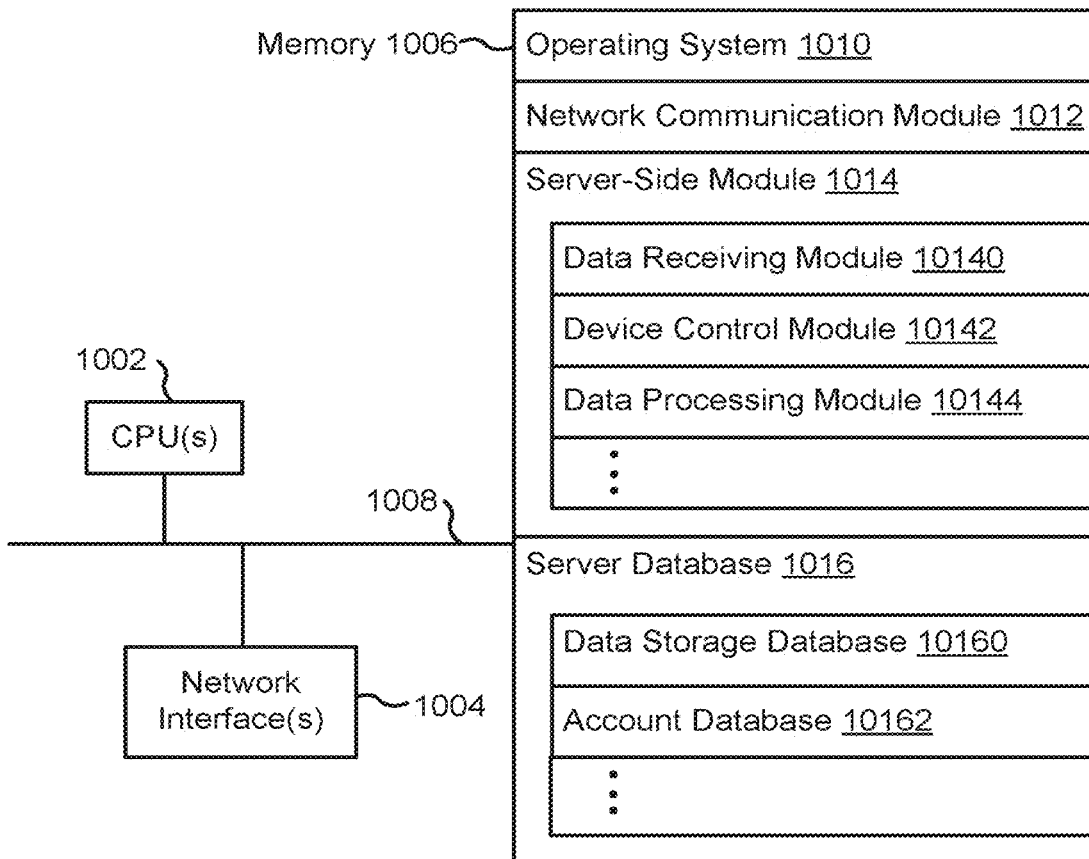 Memory 1006
Operating System 1010
Network Communication Module 1012
Server-Side Module 1014
Data Receiving Module 10140
Device Control Module 10142
Data Processing Module 10144
1002
CPU(s)
1008
Server Database 1016
Data Storage Database 10160
Account Database 10162
Network
Interface(s)
1004